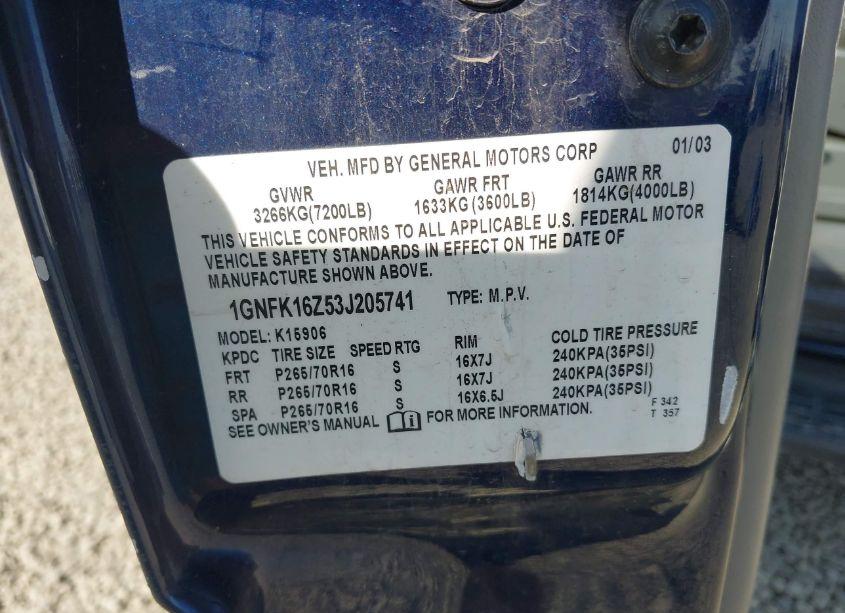 VEH. MFD BY GENERAL MOTORS CORP 01/03
GVWR GAWR FRT GAWR RR
3266KG(7200LB) 1633KG(3600LB) 1814KG(4000LB)
THIS VEHICLE CONFORMS TO ALL APPLICABLE U.S. FEDERAL MOTOR
VEHICLE SAFETY STANDARDS IN EFFECT ON THE DATE OF
MANUFACTURE SHOWN ABOVE.
1GNFK16Z53J205741 TYPE: M.P.V.
MODEL: K15906
KPDC TIRE SIZE SPEED RTG RIM COLD TIRE PRESSURE
FRT P265/70R16 S 16X7J 240KPA(35PSI)
RR P265/70R16 S 16X7J 240KPA(35PSI)
SPA P265/70R16 S 16X6.5J 240KPA(35PSI)
SEE OWNER'S MANUAL FOR MORE INFORMATION.
F 342
T 357